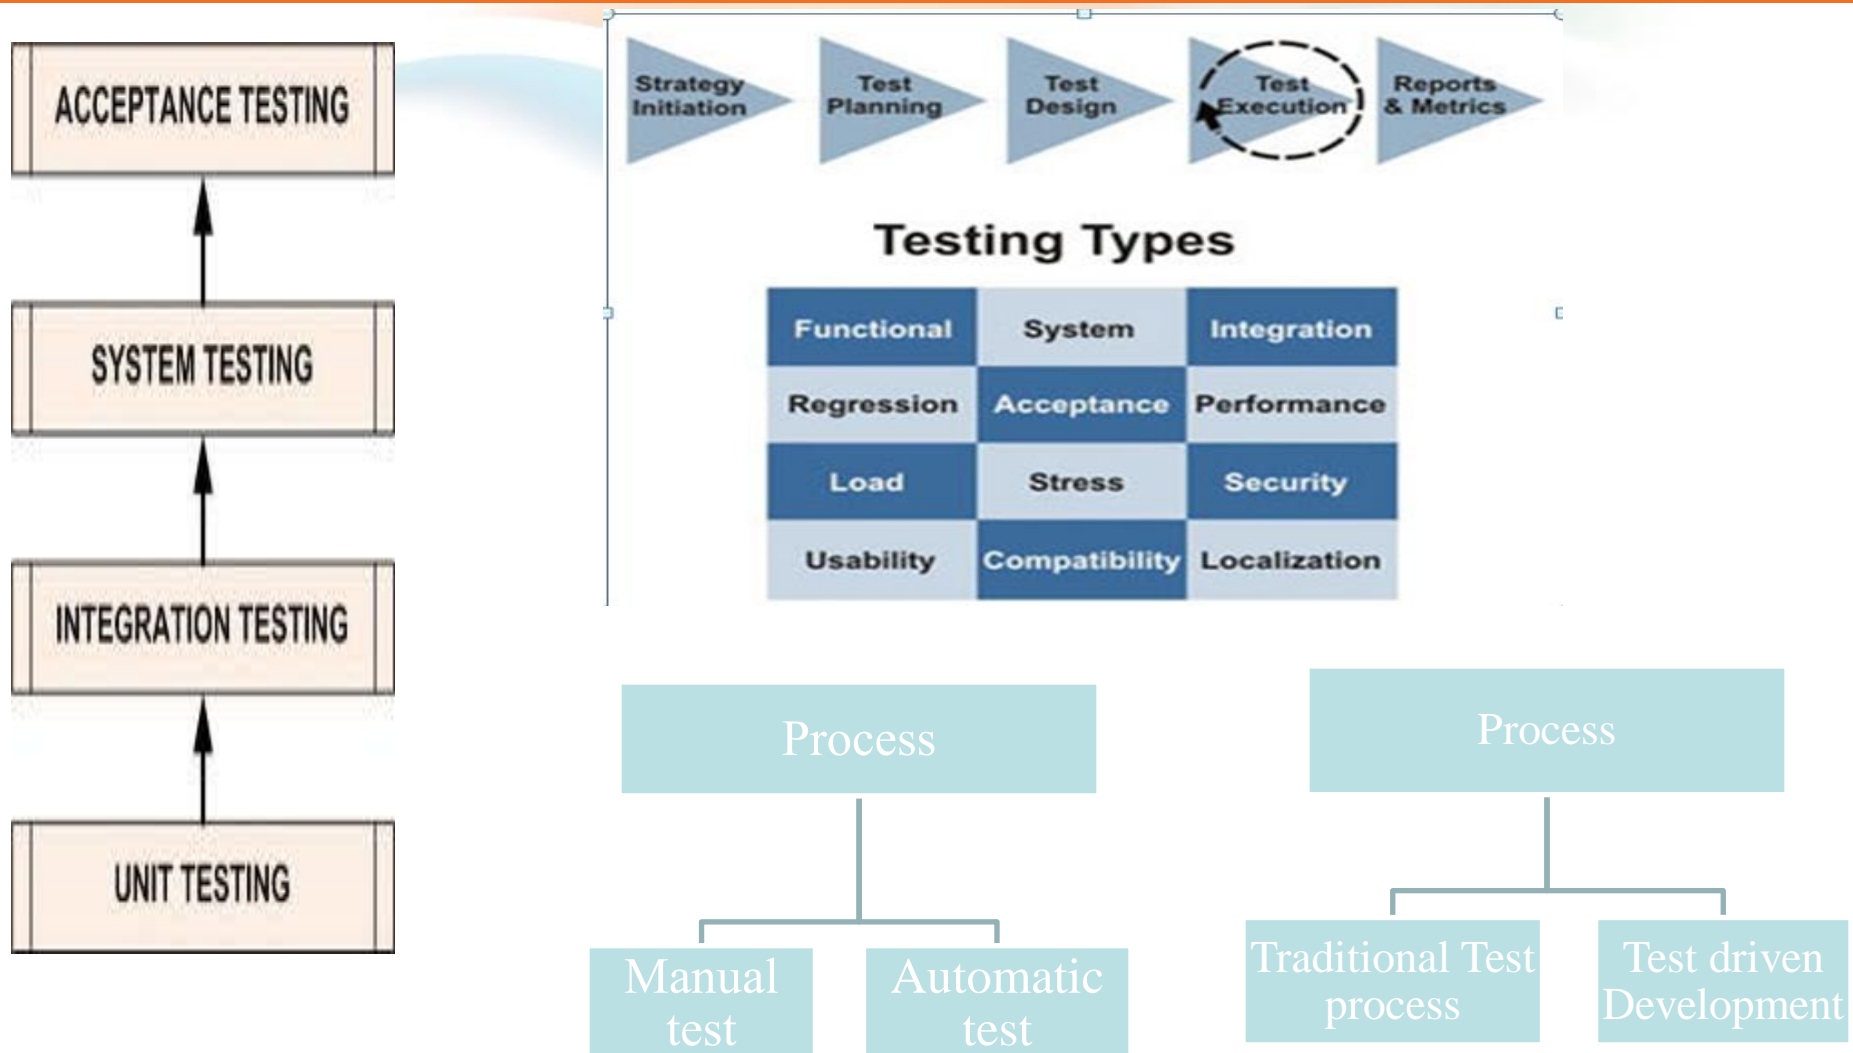 ACCEPTANCE TESTING
SYSTEM TESTING
INTEGRATION TESTING
UNIT TESTING
Strategy
Initiation
Test
Planning
Test
Design
Test
Execution
Reports
& Metrics
Testing Types
Functional System Integration
Regression Acceptance Performance
Load Stress Security
Usability Compatibility Localization
Process
Manual
test
Automatic
test
Process
Traditional Test
process
Test driven
Development